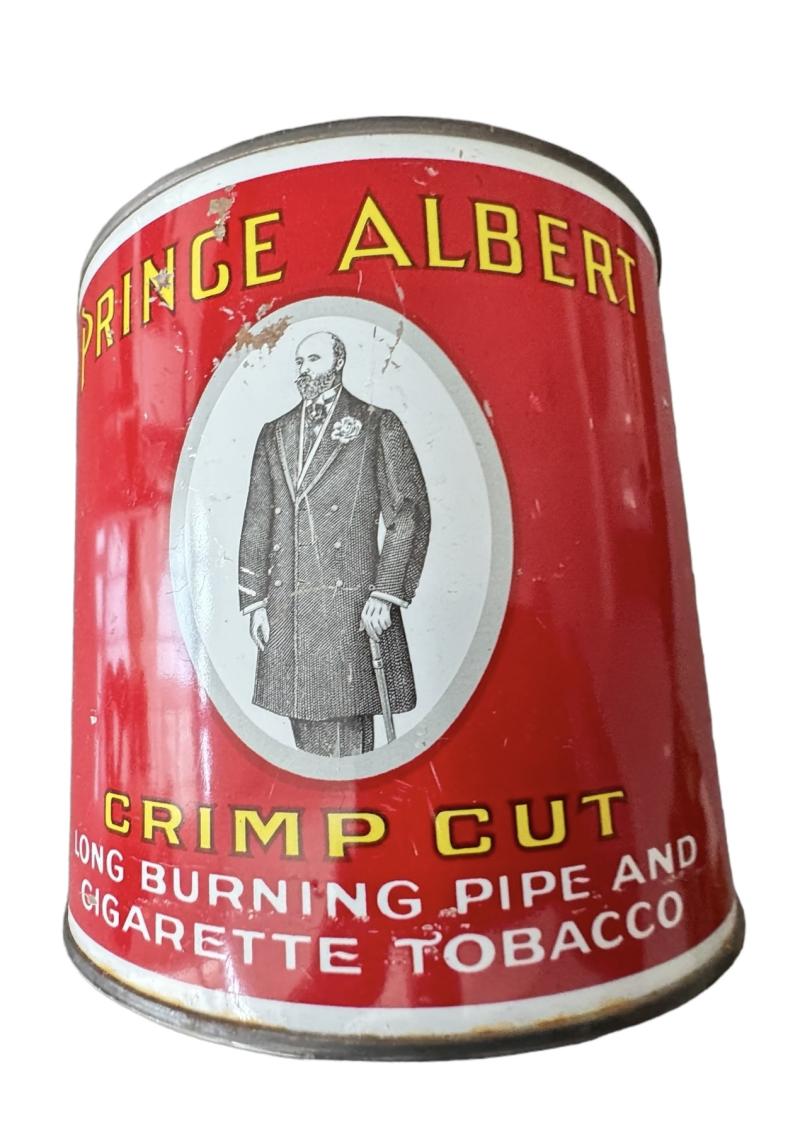 PRINCE ALBERT
CRIMP CUT
LONG BURNING PIPE AND
CIGARETTE TOBACCO